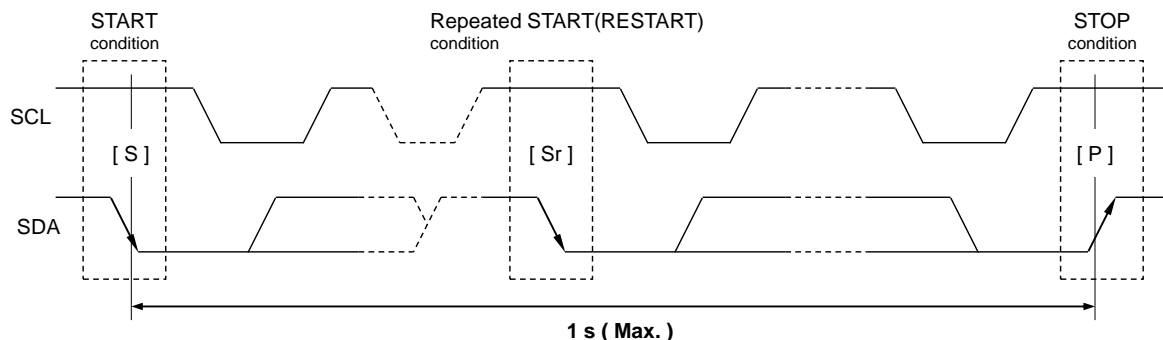 START
condition
Repeated START(RESTART)
condition
STOP
condition
SCL
[ S ]
[ Sr ]
[ P ]
SDA
1 s ( Max. )